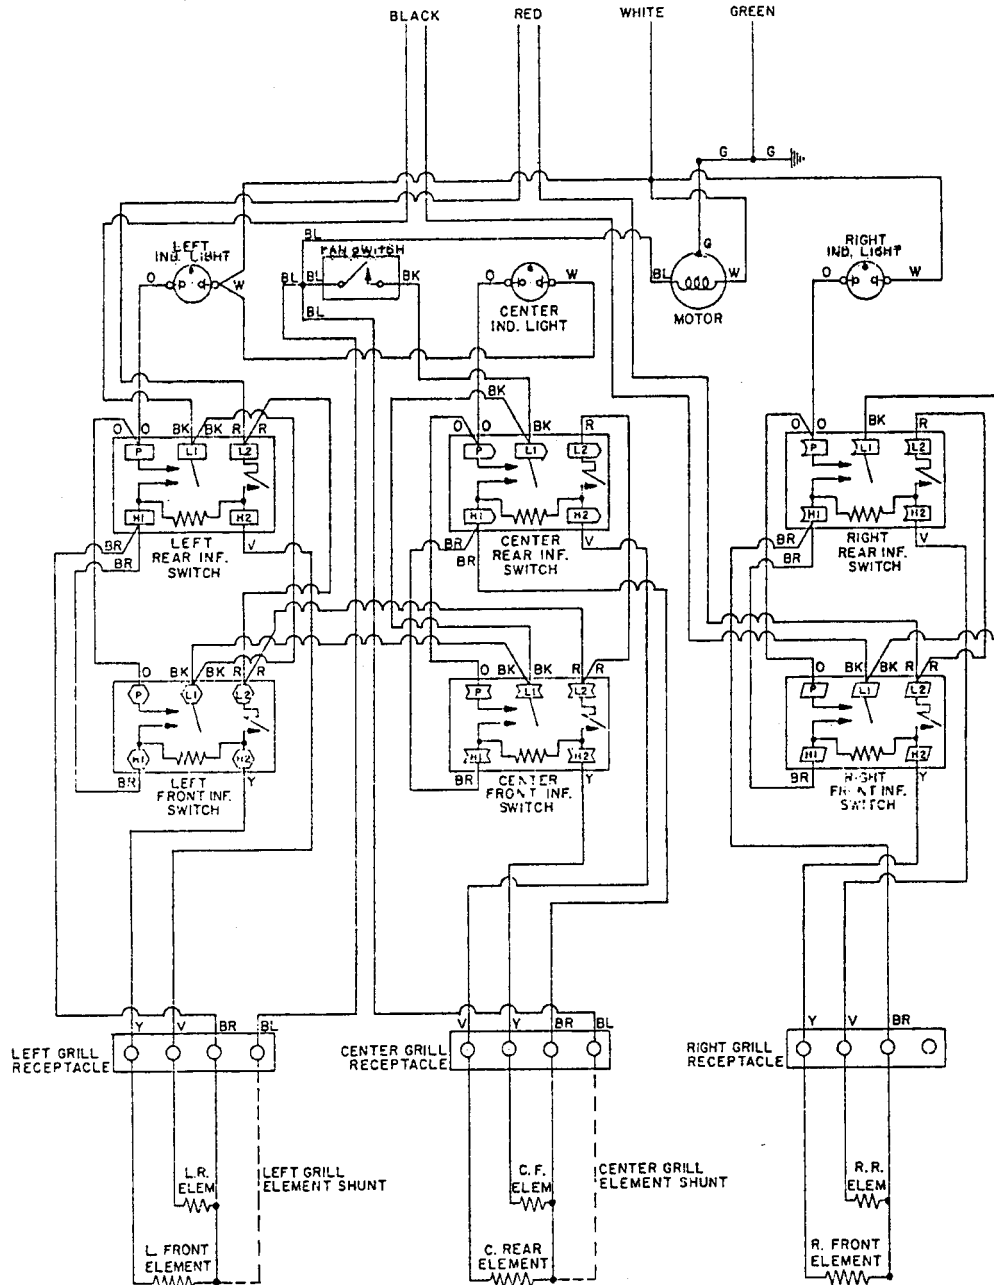 BLACK RED WHITE GREEN
G G
LEFT
IND. LIGHT
BL
FAN SWITCH
G
RIGHT
IND. LIGHT
O W
BL BL BK
O W
BL W
O W
BL
CENTER
IND. LIGHT
MOTOR
BK
O O BK BK R R
O O BK R
O O BK R
P L1 L2
P L1 L2
P L1 L2
H1 H2
H1 H2
H1 H2
BR V
BR
LEFT
REAR INF.
SWITCH
BR V
BR
CENTER
REAR INF.
SWITCH
BR V
BR
RIGHT
REAR INF.
SWITCH
O BK BK R R
O BK R R
O BK BK R R
P L1 L2
P L1 L2
P L1 L2
H1 H2
H1 H2
H1 H2
BR Y
LEFT
FRONT INF.
SWITCH
BR Y
CENTER
FRONT INF.
SWITCH
BR Y
RIGHT
FRONT INF.
SWITCH
Y V BR BL
V Y BR BL
Y V BR
LEFT GRILL
RECEPTACLE
CENTER GRILL
RECEPTACLE
RIGHT GRILL
RECEPTACLE
L.R.
ELEM
LEFT GRILL
ELEMENT SHUNT
C.F.
ELEM
CENTER GRILL
ELEMENT SHUNT
R.R.
ELEM
L. FRONT
ELEMENT
C. REAR
ELEMENT
R. FRONT
ELEMENT